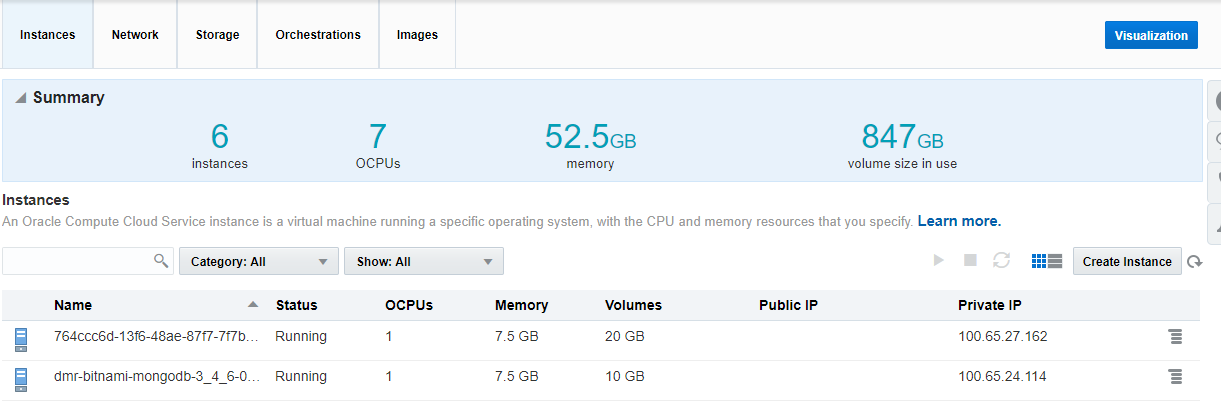 Instances Network Storage Orchestrations Images Visualization
Summary
6 7 52.5GB 847GB
instances OCPUs memory volume size in use
Instances
An Oracle Compute Cloud Service instance is a virtual machine running a specific operating system, with the CPU and memory resources that you specify. Learn more.
Category: All Show: All Create Instance
Name Status OCPUs Memory Volumes Public IP Private IP
764ccc6d-13f6-48ae-87f7-7f7b... Running 1 7.5 GB 20 GB 100.65.27.162
dmr-bitnami-mongodb-3_4_6-0... Running 1 7.5 GB 10 GB 100.65.24.114